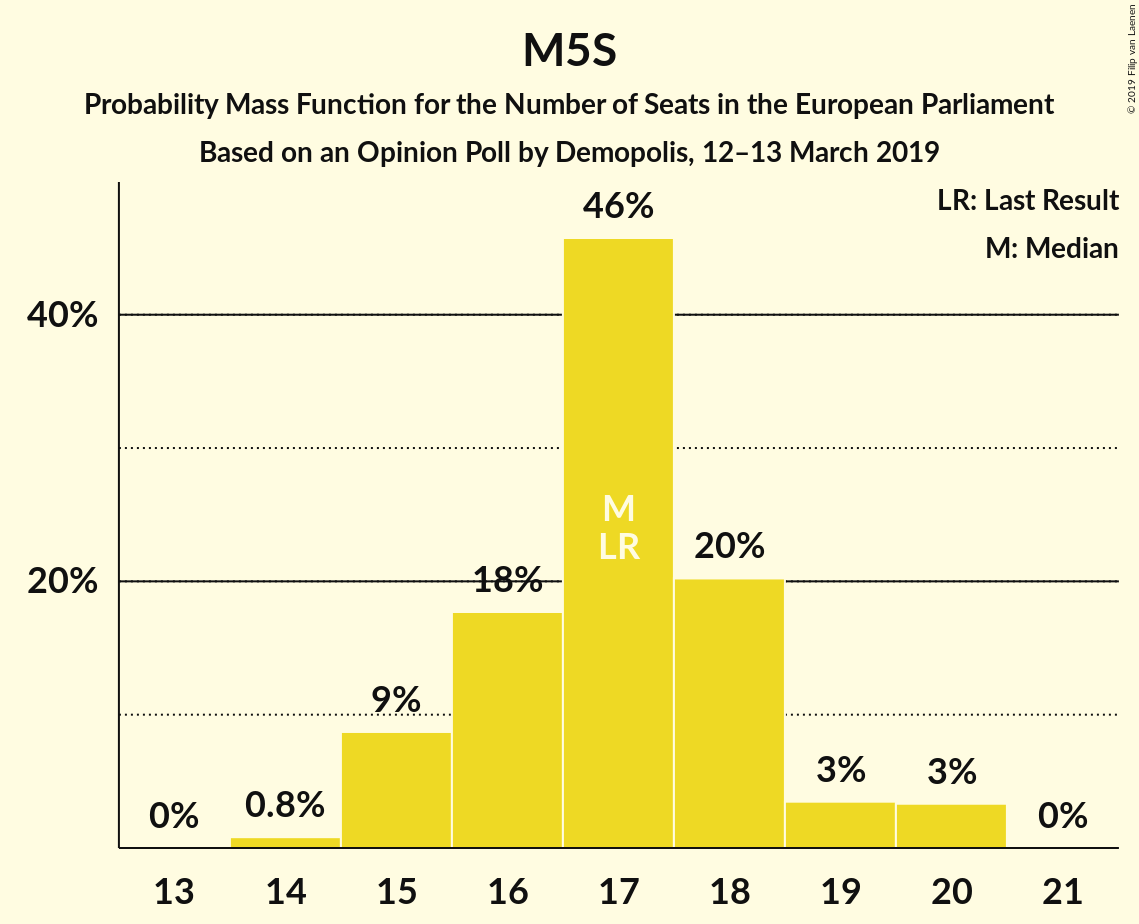 © 2019 Filip van Laenen
M5S
Probability Mass Function for the Number of Seats in the European Parliament
Based on an Opinion Poll by Demopolis, 12–13 March 2019
LR: Last Result
M: Median
40%
20%
0%
0.8%
9%
18%
46%
M
LR
20%
3%
3%
0%
13 14 15 16 17 18 19 20 21